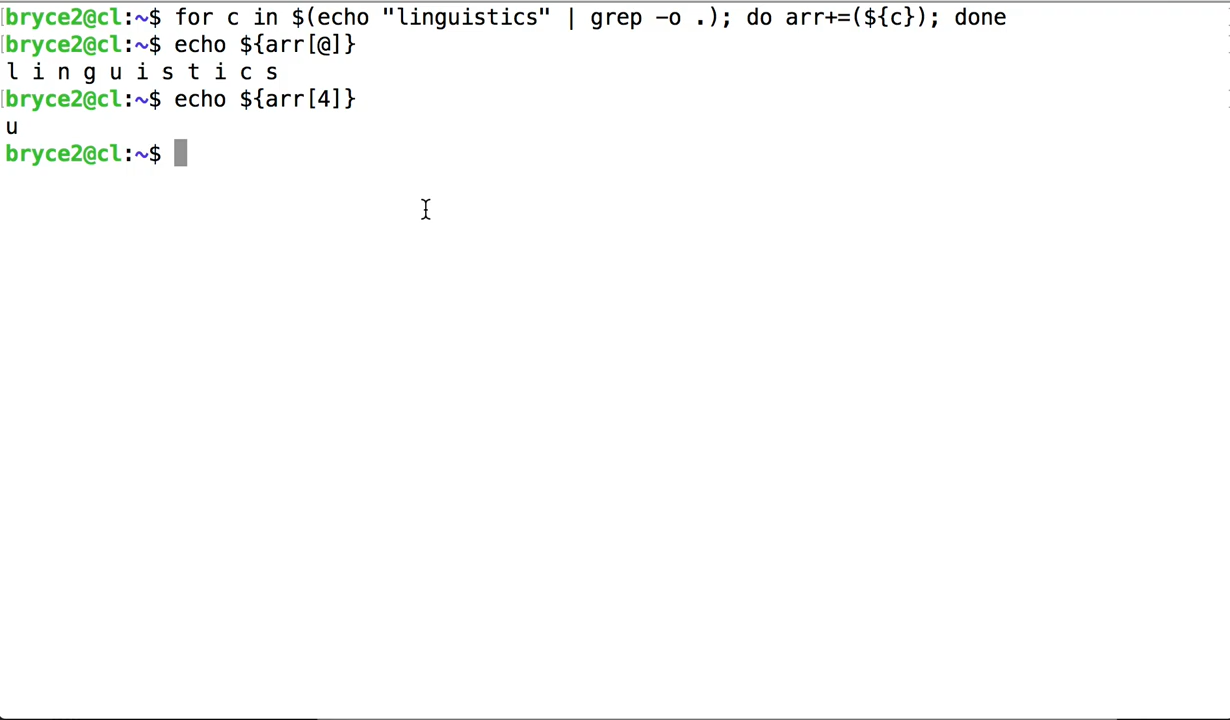 bryce2@cl:~$ for c in $(echo "linguistics" | grep -o .); do arr+=(${c}); done
bryce2@cl:~$ echo ${arr[@]}
l i n g u i s t i c s
bryce2@cl:~$ echo ${arr[4]}
u
bryce2@cl:~$